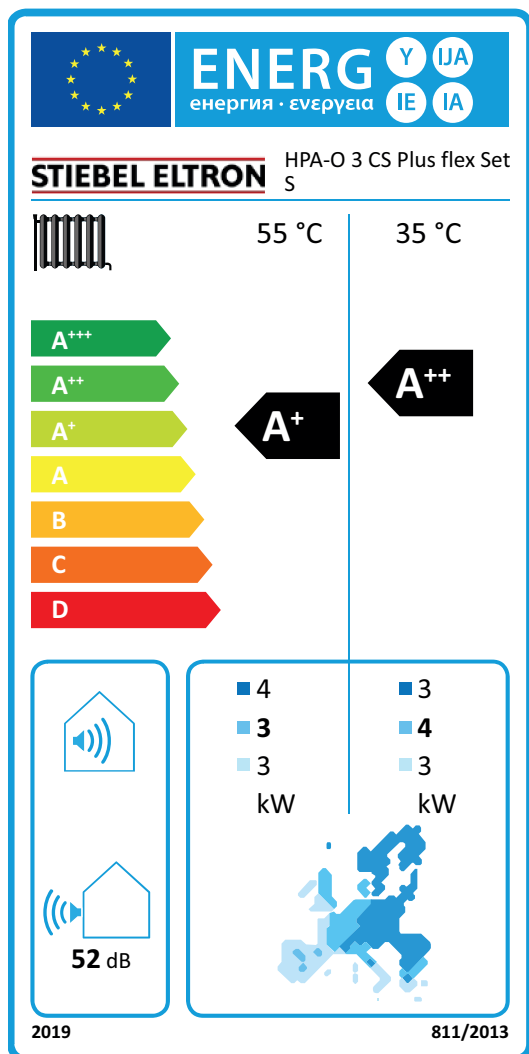 ENERG
енергия · ενεργεια
Y IJA
IE IA
STIEBEL ELTRON
HPA-O 3 CS Plus flex Set
S
55 °C
35 °C
A+++
A++
A+
A
B
C
D
A+
A++
4
3
3
kW
3
4
3
kW
52 dB
2019
811/2013